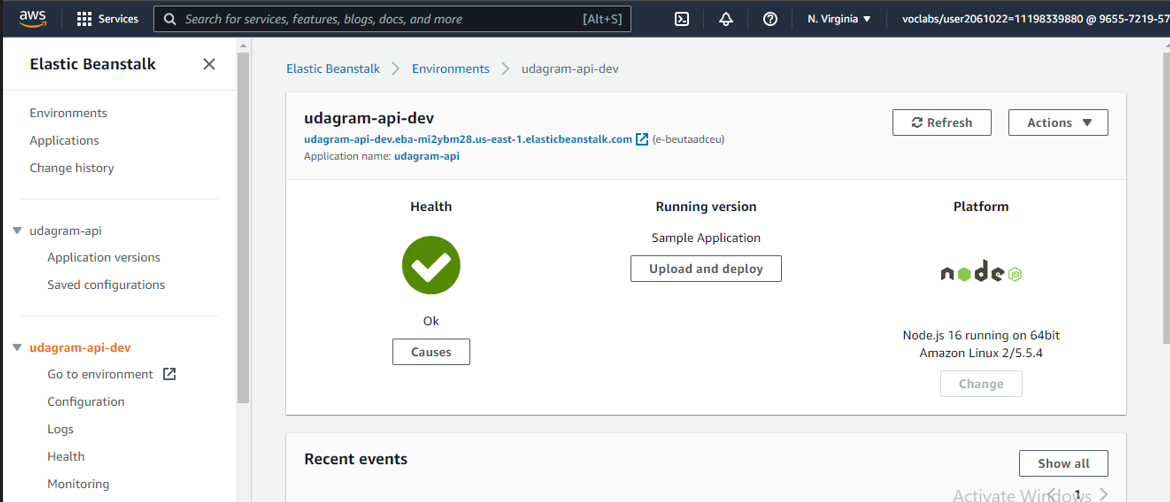 aws
Services
Search for services, features, blogs, docs, and more
[Alt+S]
N. Virginia
voclabs/user2061022=11198339880 @ 9655-7219-57
Elastic Beanstalk
Environments
Applications
Change history
udagram-api
Application versions
Saved configurations
udagram-api-dev
Go to environment
Configuration
Logs
Health
Monitoring
Elastic Beanstalk > Environments > udagram-api-dev
udagram-api-dev
udagram-api-dev.eba-mi2ybm28.us-east-1.elasticbeanstalk.com (e-beutaadceu)
Application name: udagram-api
Refresh
Actions
Health
Ok
Causes
Running version
Sample Application
Upload and deploy
Platform
node JS
Node.js 16 running on 64bit
Amazon Linux 2/5.5.4
Change
Recent events
Show all
1
Activate Windows